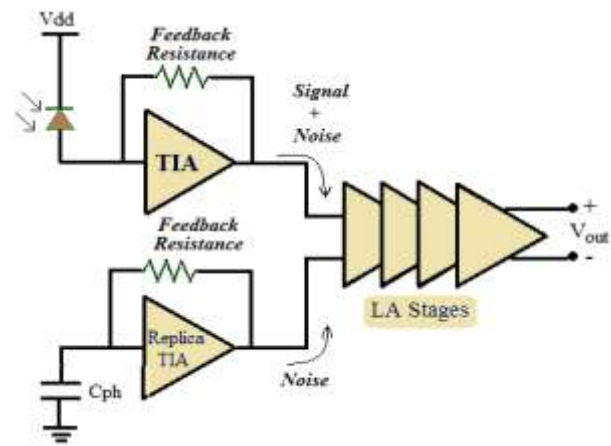 Vdd
Feedback
Resistance
TIA
Signal
+
Noise
Feedback
Resistance
Replica
TIA
Cph
Noise
LA Stages
+
Vout
-